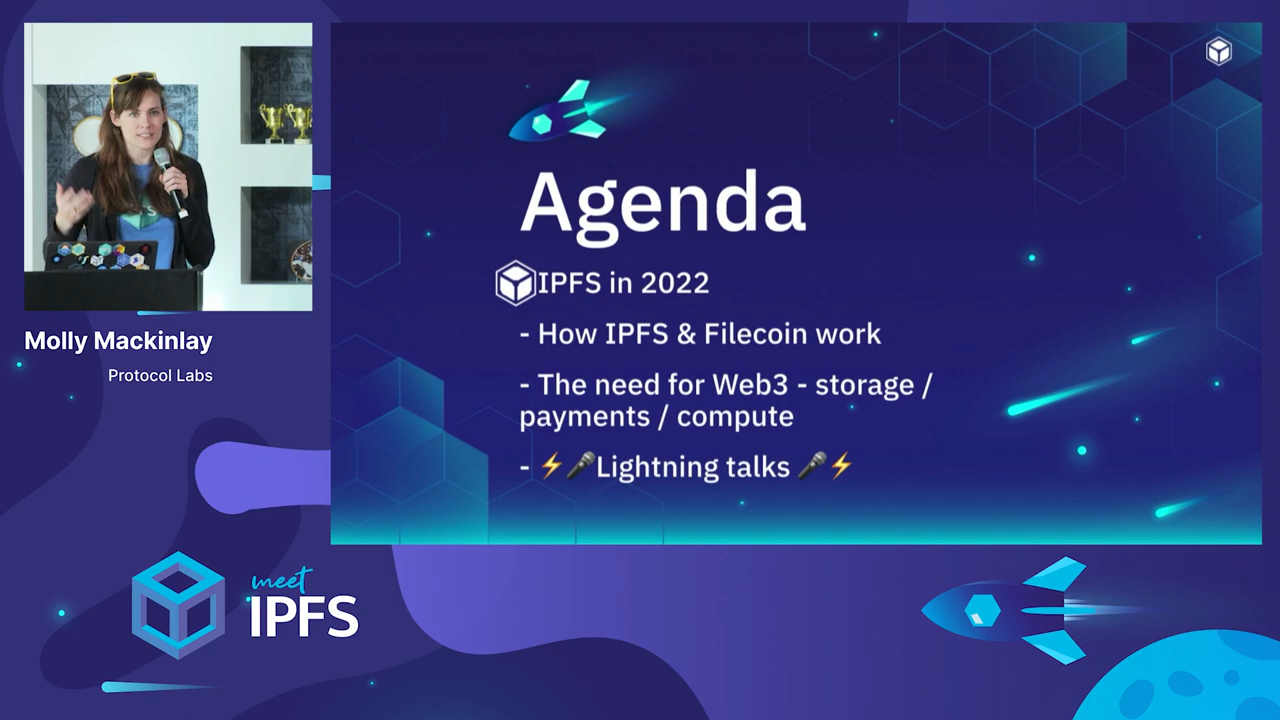 Agenda
IPFS in 2022
- How IPFS & Filecoin work
- The need for Web3 - storage /
payments / compute
- ⚡🎤Lightning talks 🎤⚡
Molly Mackinlay
Protocol Labs
meet
IPFS